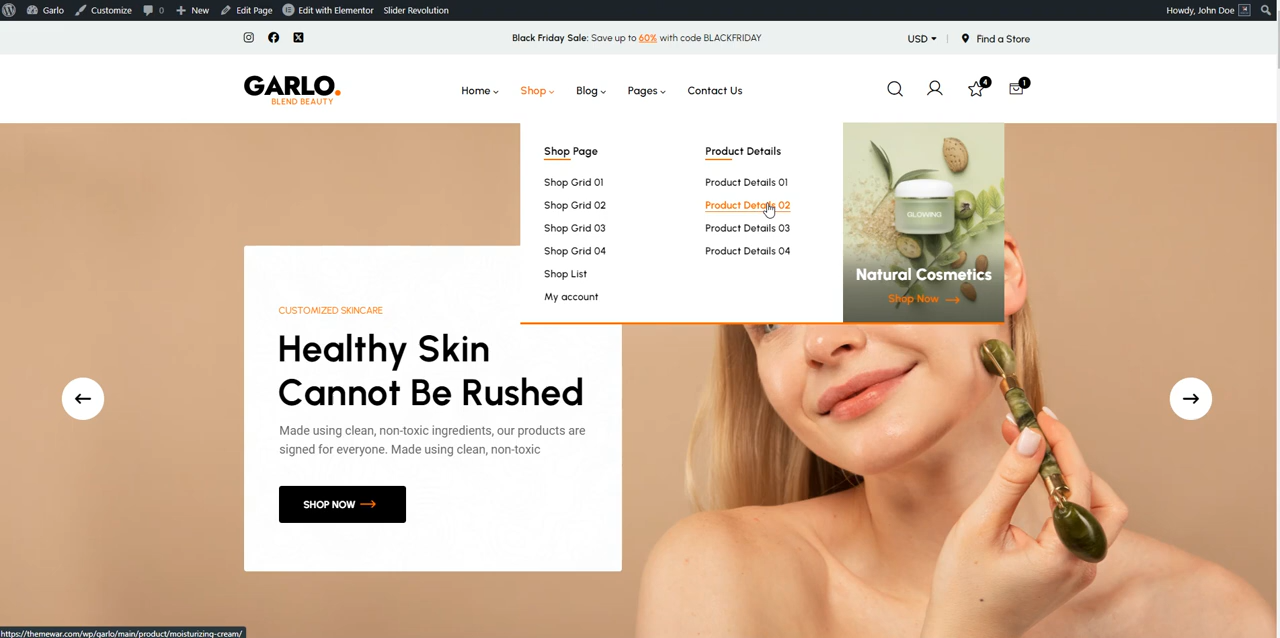 Garlo Customize 0 New Edit Page Edit with Elementor Slider Revolution Howdy, John Doe
Black Friday Sale: Save up to 60% with code BLACKFRIDAY USD Find a Store
GARLO.
BLEND BEAUTY
Home Shop Blog Pages Contact Us 4 1
Shop Page
Shop Grid 01
Shop Grid 02
Shop Grid 03
Shop Grid 04
Shop List
My account
Product Details
Product Details 01
Product Details 02
Product Details 03
Product Details 04
GLOWING
Natural Cosmetics
Shop Now
CUSTOMIZED SKINCARE
Healthy Skin
Cannot Be Rushed
Made using clean, non-toxic ingredients, our products are
signed for everyone. Made using clean, non-toxic
SHOP NOW
https://themewar.com/wp/garlo/main/product/moisturizing-cream/